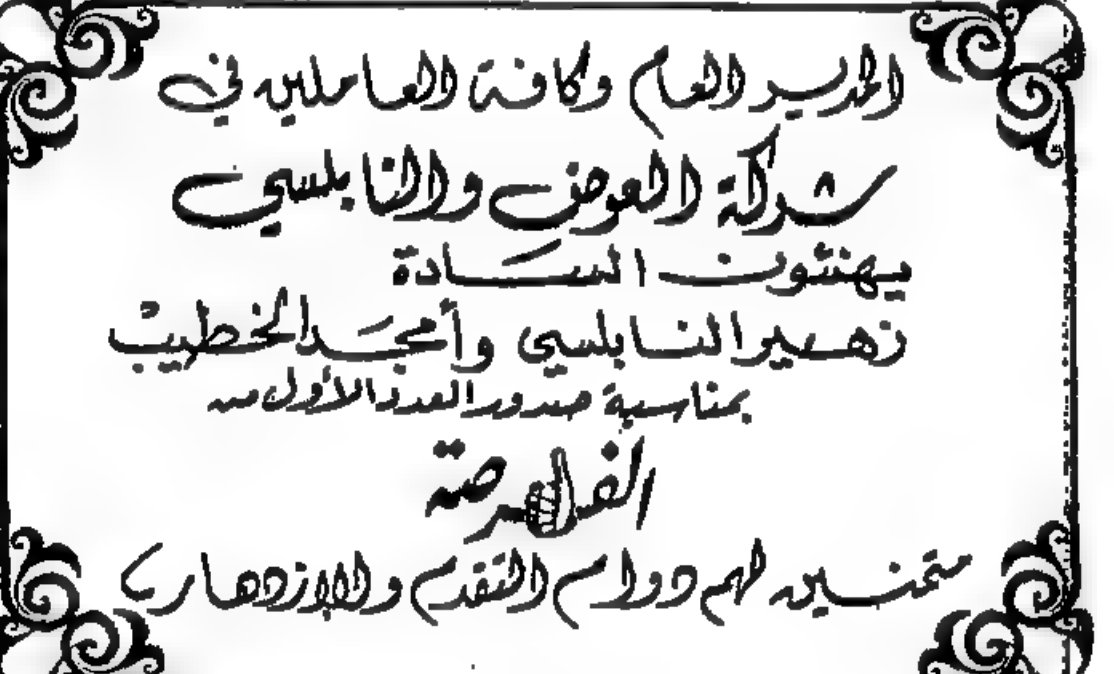 المدير العام وكافة العاملين في
شركة العوض والنابلسي
يهنئون السادة
زهير النابلسي وأمجد الخطيب
بمناسبة صدور العدد الأول من
الفرصة
متمنين لهم دوام التقدم والازدهار